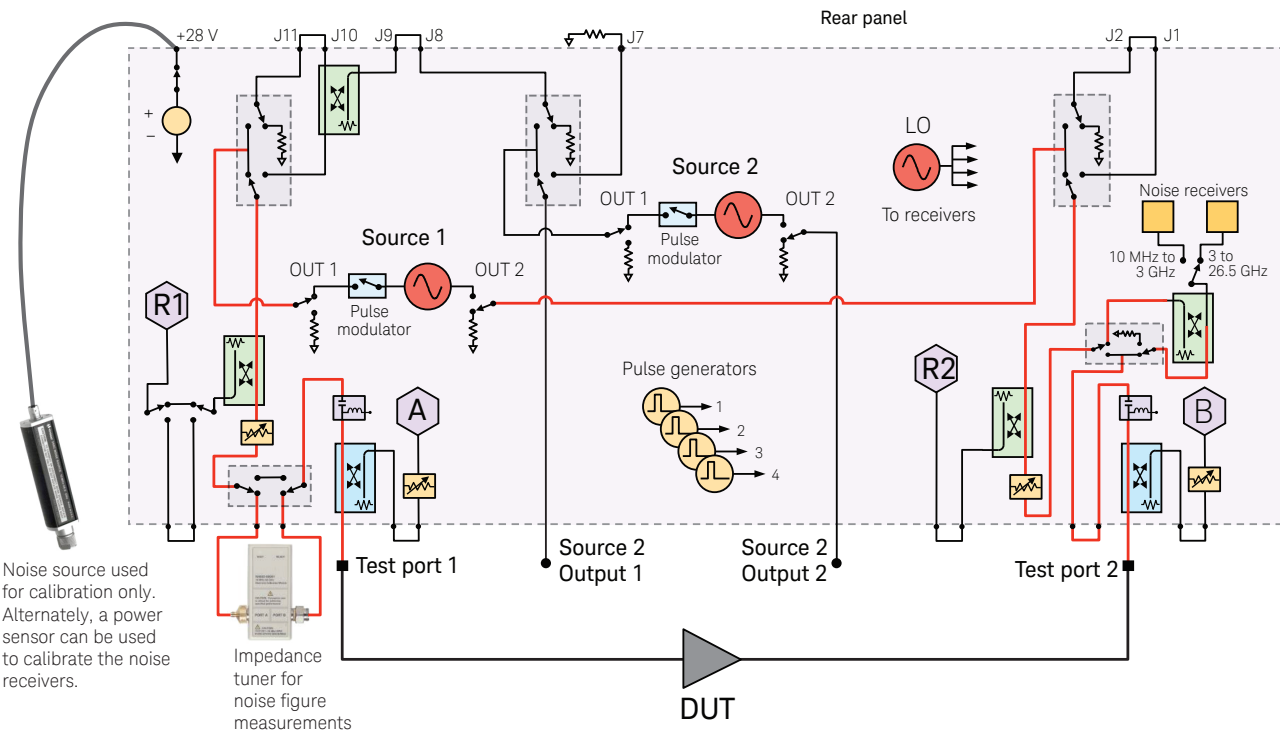 Rear panel
+28 V
J11
J10
J9
J8
J7
J2
J1
+
–
LO
To receivers
Noise receivers
10 MHz to
3 GHz
3 to
26.5 GHz
Source 2
OUT 1
OUT 2
Pulse
modulator
Source 1
OUT 1
OUT 2
Pulse
modulator
R1
R2
A
B
Pulse generators
1
2
3
4
Test port 1
Source 2
Output 1
Source 2
Output 2
Test port 2
Noise source used
for calibration only.
Alternately, a power
sensor can be used
to calibrate the noise
receivers.
Impedance
tuner for
noise figure
measurements
DUT